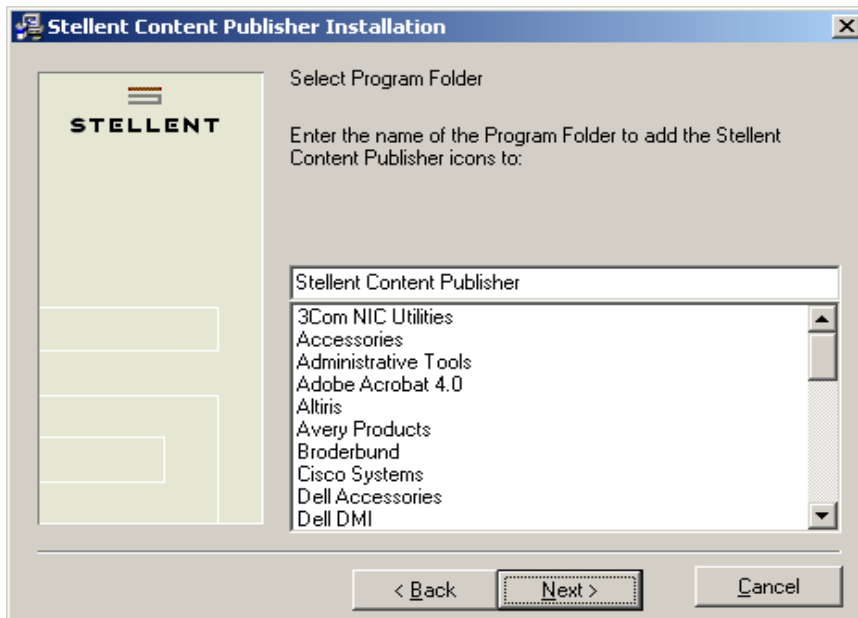 Stellent Content Publisher Installation
STELLENT
Select Program Folder
Enter the name of the Program Folder to add the Stellent
Content Publisher icons to:
Stellent Content Publisher
3Com NIC Utilities
Accessories
Administrative Tools
Adobe Acrobat 4.0
Altiris
Avery Products
Broderbund
Cisco Systems
Dell Accessories
Dell DMI
< Back
Next >
Cancel